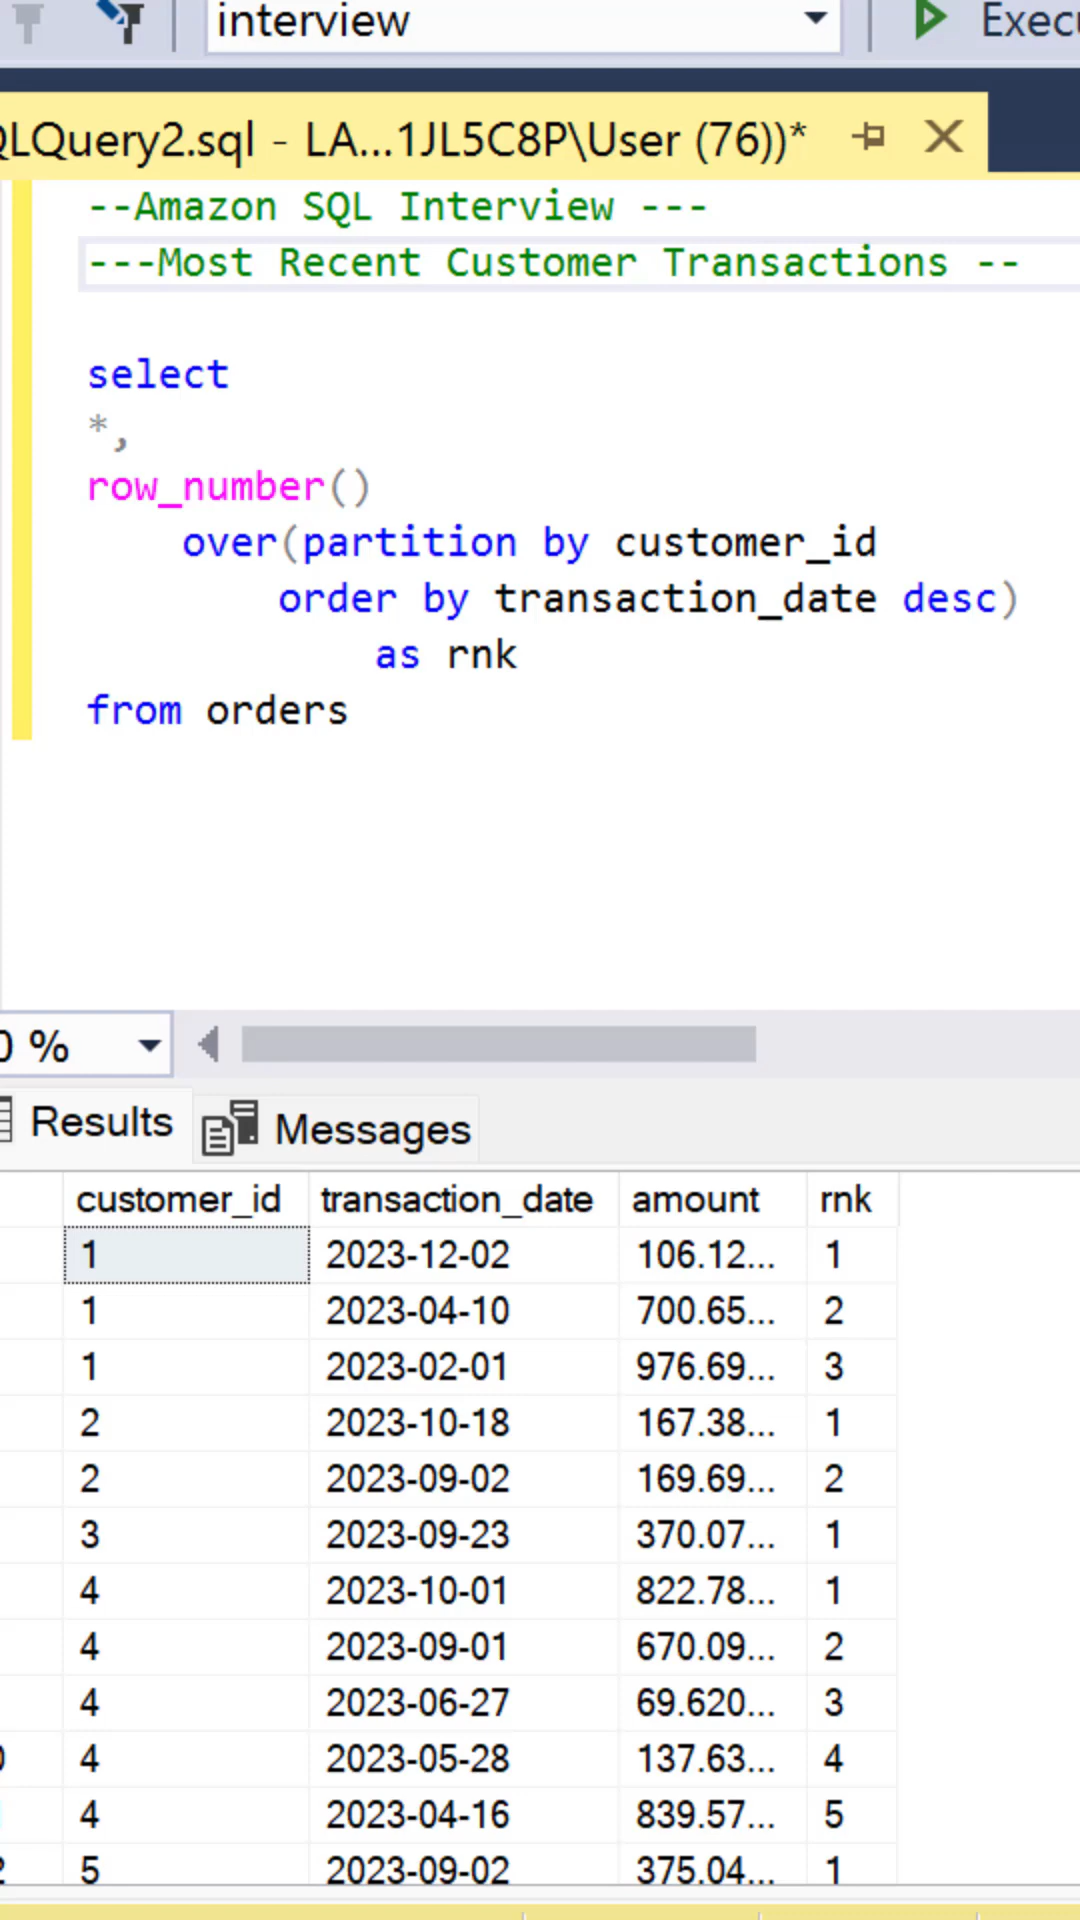 interview
Execu
QLQuery2.sql - LA...1JL5C8P\User (76))*
--Amazon SQL Interview ---
---Most Recent Customer Transactions --
select
*,
row_number()
over(partition by customer_id
order by transaction_date desc)
as rnk
from orders
0 %
Results Messages
customer_id transaction_date amount rnk
1 2023-12-02 106.12... 1
1 2023-04-10 700.65... 2
1 2023-02-01 976.69... 3
2 2023-10-18 167.38... 1
2 2023-09-02 169.69... 2
3 2023-09-23 370.07... 1
4 2023-10-01 822.78... 1
4 2023-09-01 670.09... 2
4 2023-06-27 69.620... 3
0 4 2023-05-28 137.63... 4
4 2023-04-16 839.57... 5
2 5 2023-09-02 375.04... 1